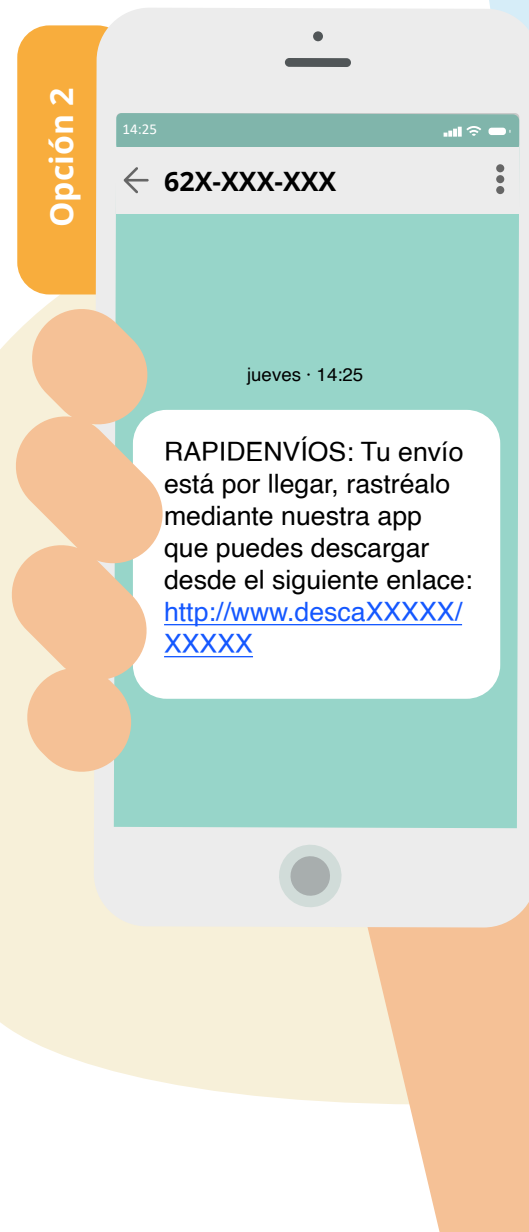 Opción 2
14:25
62X-XXX-XXX
jueves · 14:25
RAPIDENVÍOS: Tu envío
está por llegar, rastréalo
mediante nuestra app
que puedes descargar
desde el siguiente enlace:
http://www.descaXXXXX/
XXXXX